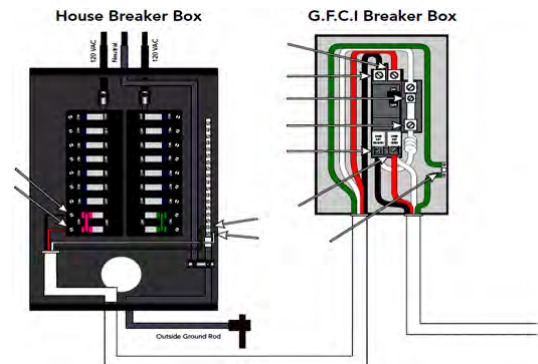 House Breaker Box
G.F.C.I Breaker Box
120 VAC
Neutral
120 VAC
Outside Ground Rod